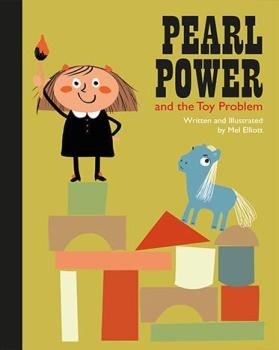 PEARL
POWER
and the Toy Problem
Written and Illustrated
by Mel Elliott